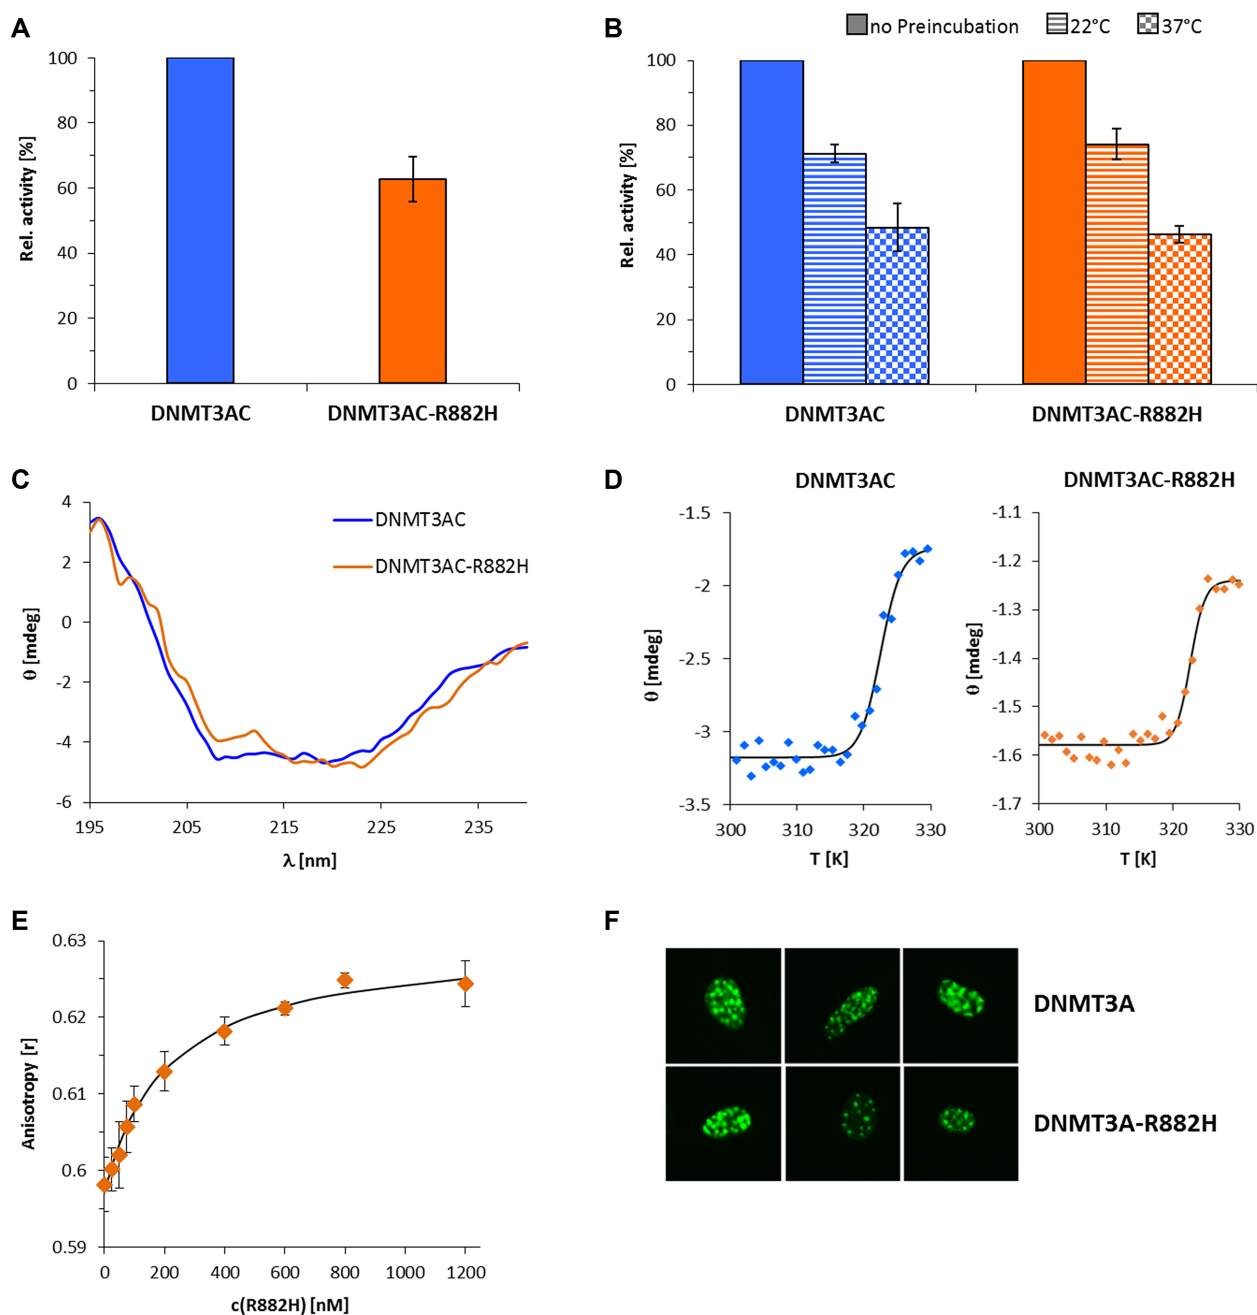 A
100
80
60
40
20
0
Rel. activity [%]
DNMT3AC
DNMT3AC-R882H
B
no Preincubation
22°C
37°C
100
80
60
40
20
0
Rel. activity [%]
DNMT3AC
DNMT3AC-R882H
C
4
2
0
-2
-4
-6
θ [mdeg]
DNMT3AC
DNMT3AC-R882H
195 205 215 225 235
λ [nm]
D
DNMT3AC
-1.5
-2
-2.5
-3
-3.5
θ [mdeg]
300 310 320 330
T [K]
DNMT3AC-R882H
-1.1
-1.2
-1.3
-1.4
-1.5
-1.6
-1.7
θ [mdeg]
300 310 320 330
T [K]
E
0.63
0.62
0.61
0.6
0.59
Anisotropy [r]
0 200 400 600 800 1000 1200
c(R882H) [nM]
F
DNMT3A
DNMT3A-R882H